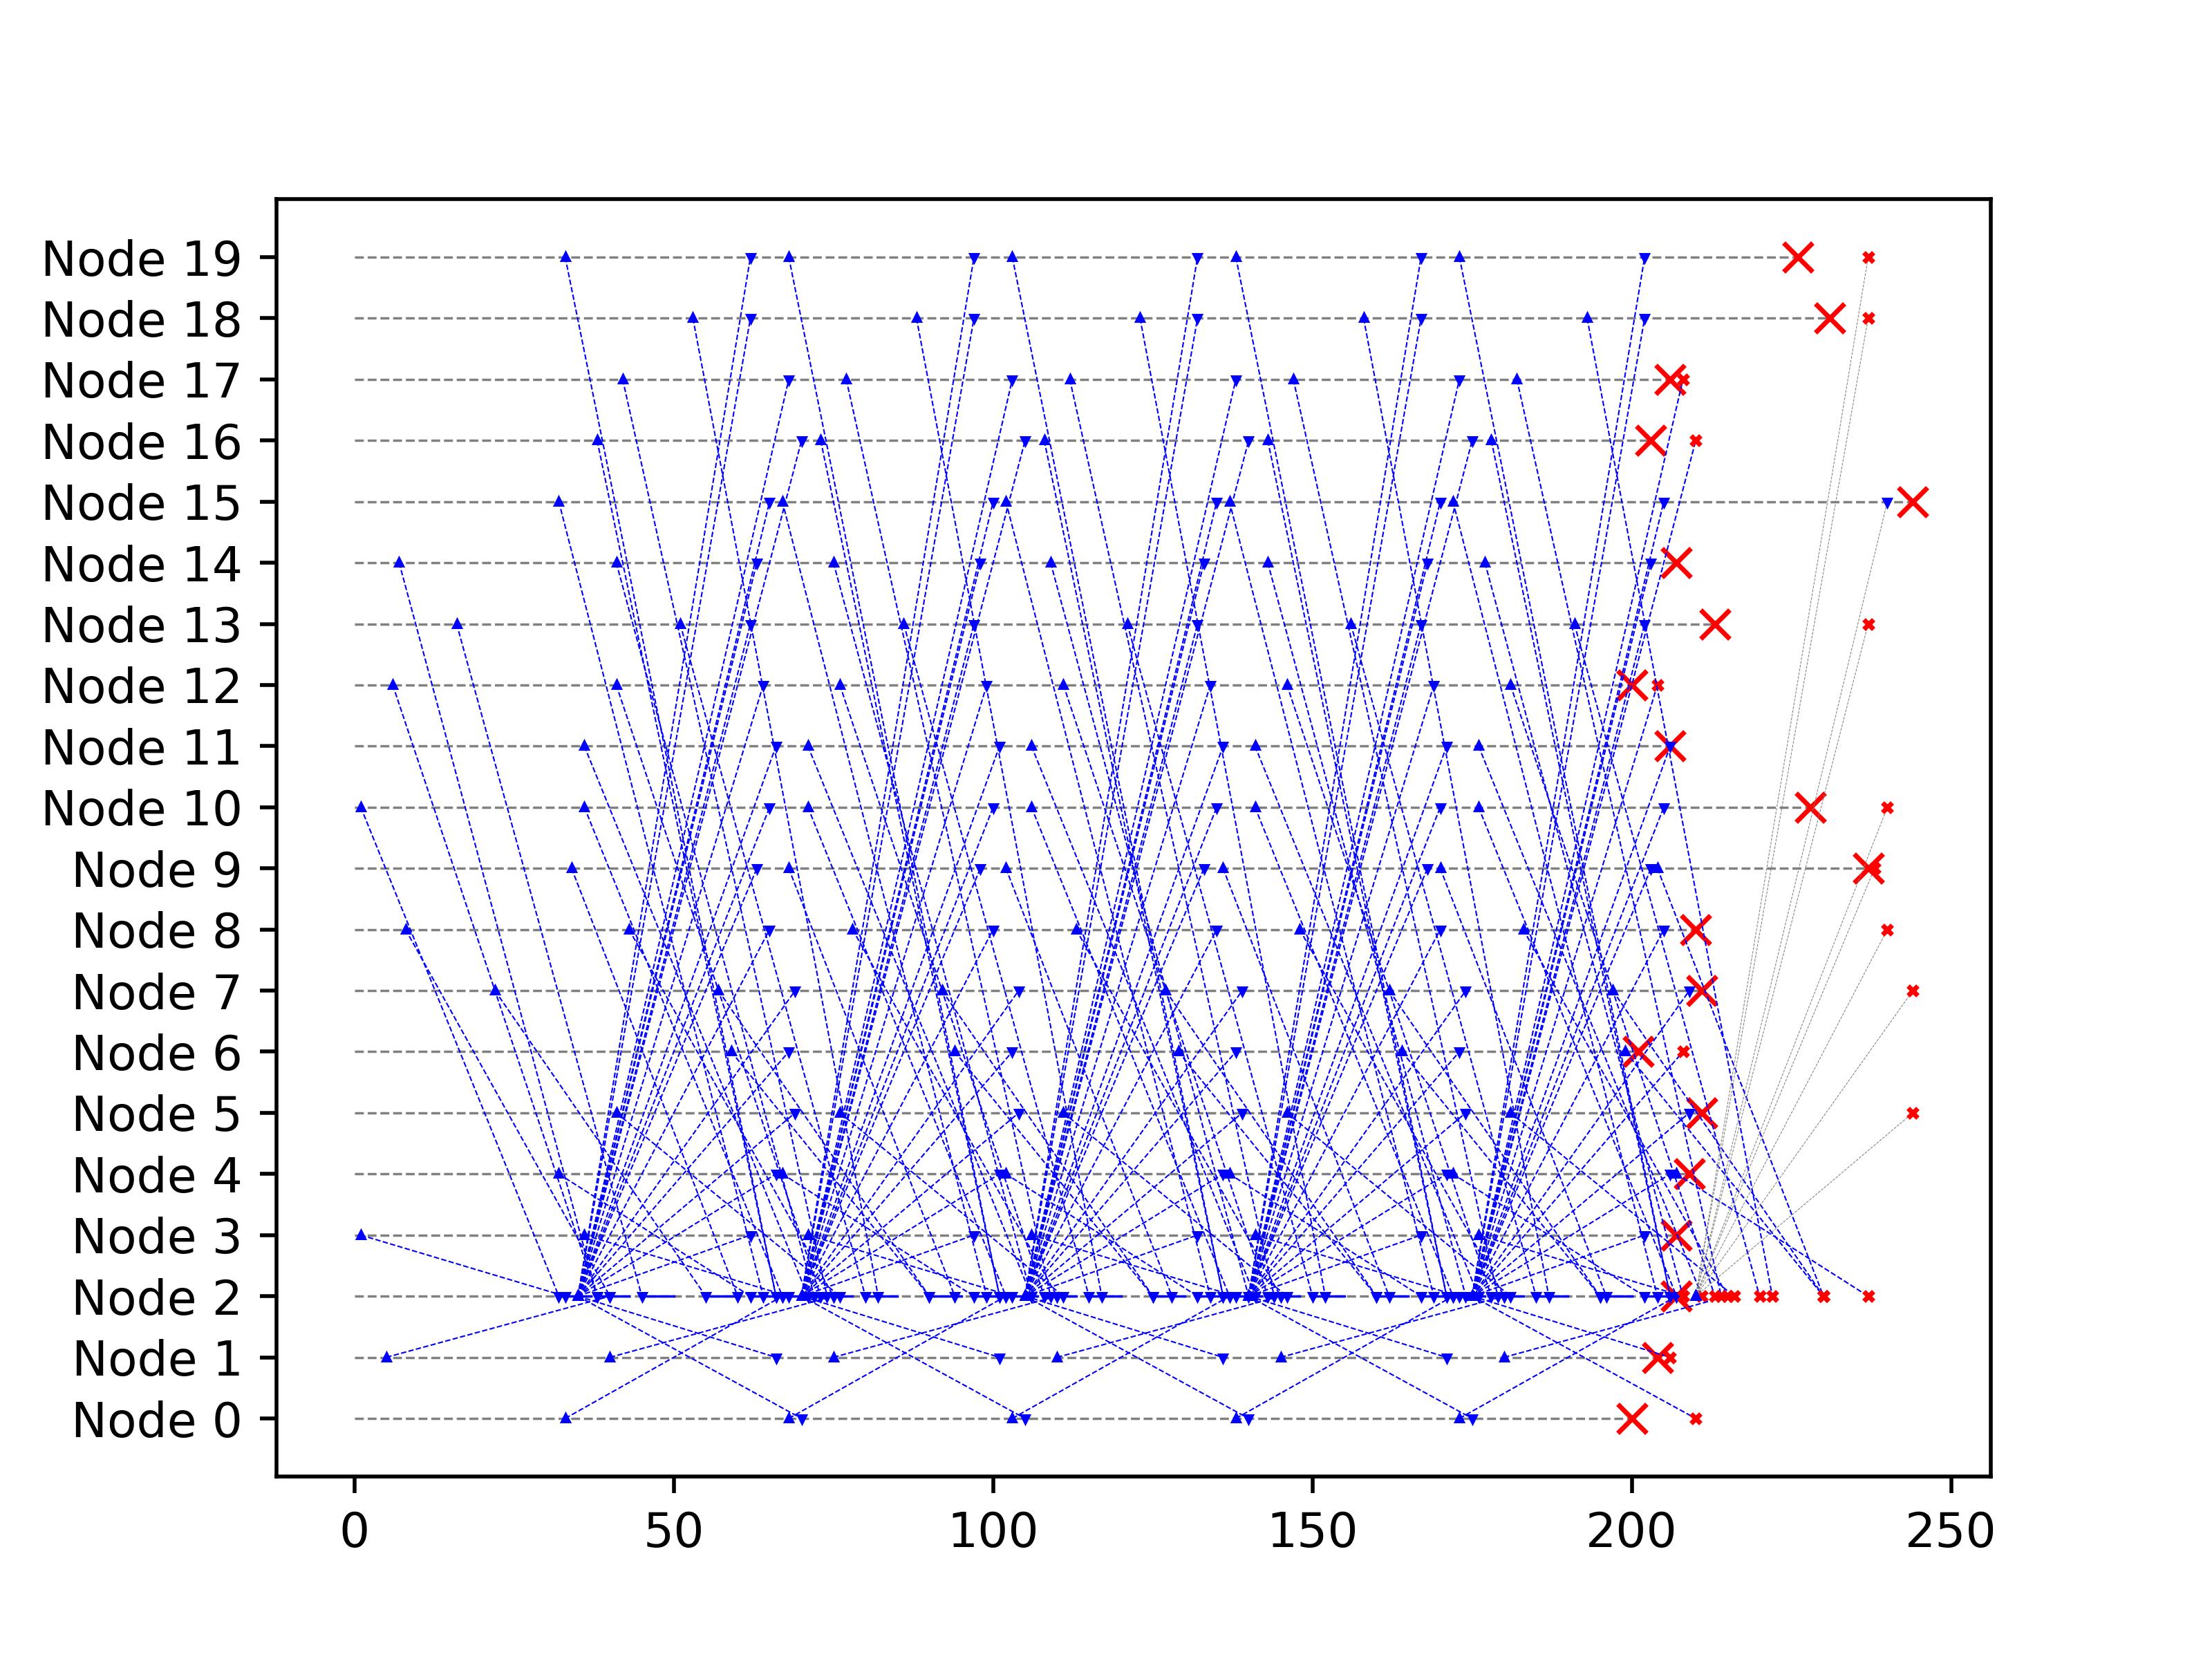 Node 19
Node 18
Node 17
Node 16
Node 15
Node 14
Node 13
Node 12
Node 11
Node 10
Node 9
Node 8
Node 7
Node 6
Node 5
Node 4
Node 3
Node 2
Node 1
Node 0
0 50 100 150 200 250